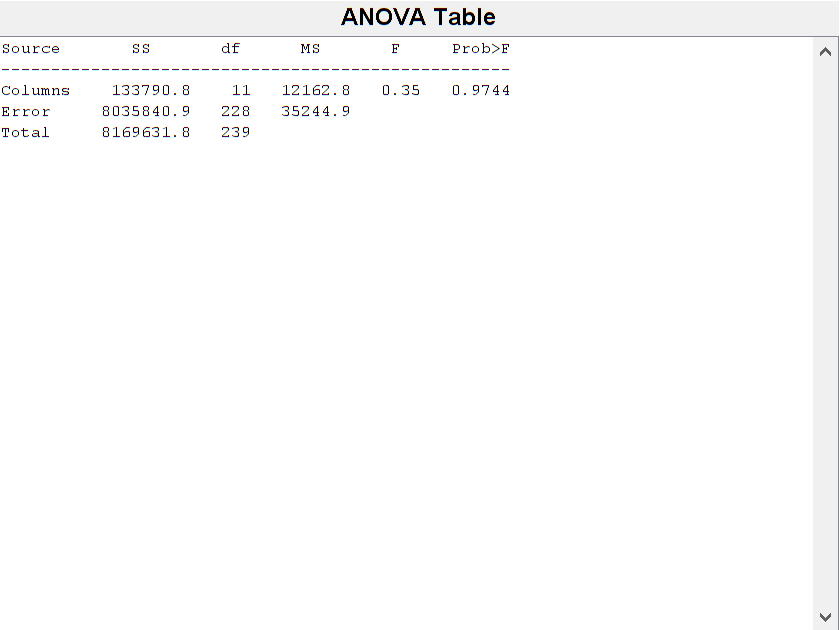 ANOVA Table
Source SS df MS F Prob>F
---------------------------------------------------
Columns 133790.8 11 12162.8 0.35 0.9744
Error 8035840.9 228 35244.9
Total 8169631.8 239